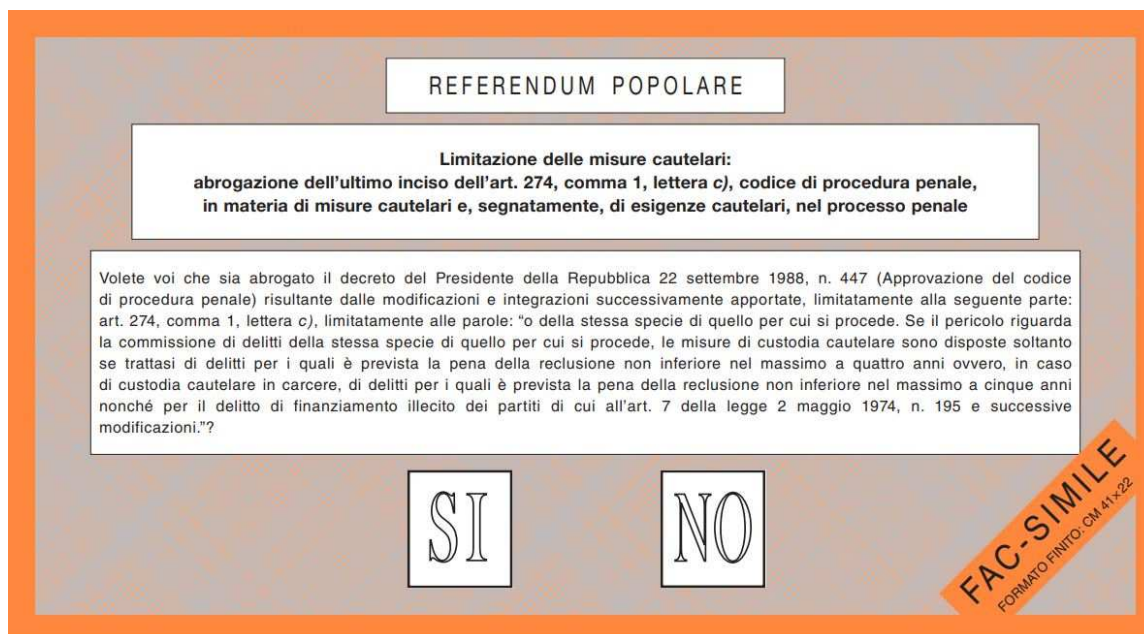 REFERENDUM POPOLARE
Limitazione delle misure cautelari:
abrogazione dell'ultimo inciso dell'art. 274, comma 1, lettera c), codice di procedura penale,
in materia di misure cautelari e, segnatamente, di esigenze cautelari, nel processo penale
Volete voi che sia abrogato il decreto del Presidente della Repubblica 22 settembre 1988, n. 447 (Approvazione del codice
di procedura penale) risultante dalle modificazioni e integrazioni successivamente apportate, limitatamente alla seguente parte:
art. 274, comma 1, lettera c), limitatamente alle parole: “o della stessa specie di quello per cui si procede. Se il pericolo riguarda
la commissione di delitti della stessa specie di quello per cui si procede, le misure di custodia cautelare sono disposte soltanto
se trattasi di delitti per i quali è prevista la pena della reclusione non inferiore nel massimo a quattro anni ovvero, in caso
di custodia cautelare in carcere, di delitti per i quali è prevista la pena della reclusione non inferiore nel massimo a cinque anni
nonché per il delitto di finanziamento illecito dei partiti di cui all'art. 7 della legge 2 maggio 1974, n. 195 e successive
modificazioni.”?
SI
NO
FAC-SIMILE
FORMATO FINITO: CM 41×22